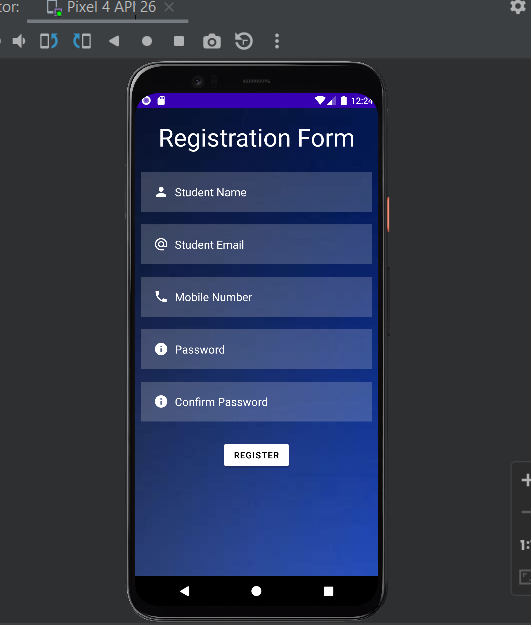 tor:
Pixel 4 API 26
12:24
Registration Form
Student Name
Student Email
Mobile Number
Password
Confirm Password
REGISTER